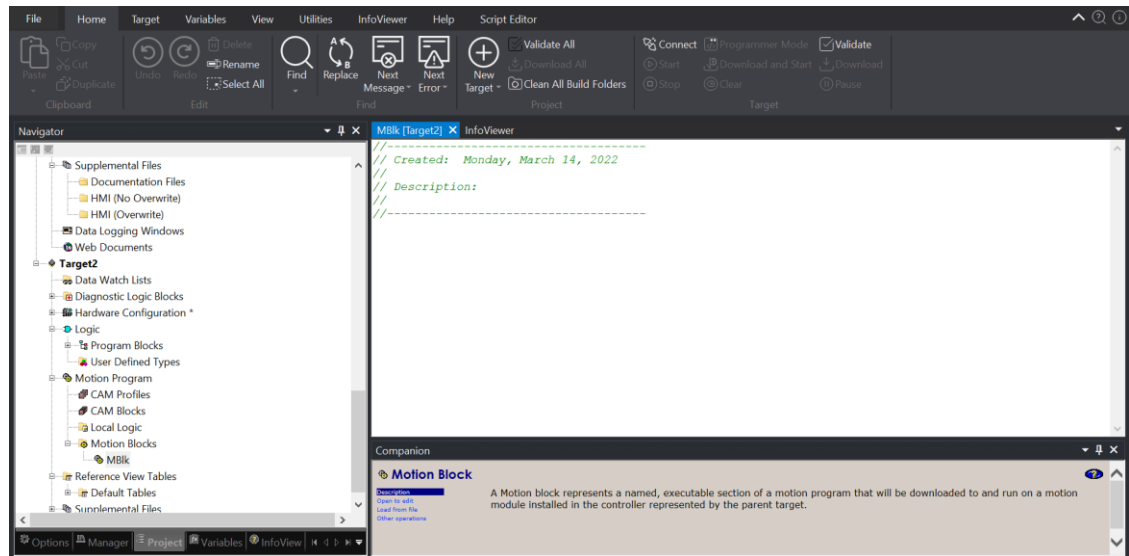 File Home Target Variables View Utilities InfoViewer Help Script Editor
Paste
Copy
Cut
Duplicate
Clipboard
Undo
Redo
Delete
Rename
Select All
Edit
Find
Replace
Next Message
Next Error
Find
New Target
Validate All
Download All
Clean All Build Folders
Project
Connect Programmer Mode Validate
Start Download and Start Download
Stop Clear Pause
Target
Navigator
Supplemental Files
Documentation Files
HMI (No Overwrite)
HMI (Overwrite)
Data Logging Windows
Web Documents
Target2
Data Watch Lists
Diagnostic Logic Blocks
Hardware Configuration *
Logic
Program Blocks
User Defined Types
Motion Program
CAM Profiles
CAM Blocks
Local Logic
Motion Blocks
MBlk
Reference View Tables
Default Tables
Supplemental Files
Options Manager Project Variables InfoView
MBlk [Target2] InfoViewer
//-------------------------------------
// Created: Monday, March 14, 2022
//
// Description:
//
//-------------------------------------
Companion
Motion Block
Description
Open to edit
Load from file
Other operations
A Motion block represents a named, executable section of a motion program that will be downloaded to and run on a motion
module installed in the controller represented by the parent target.